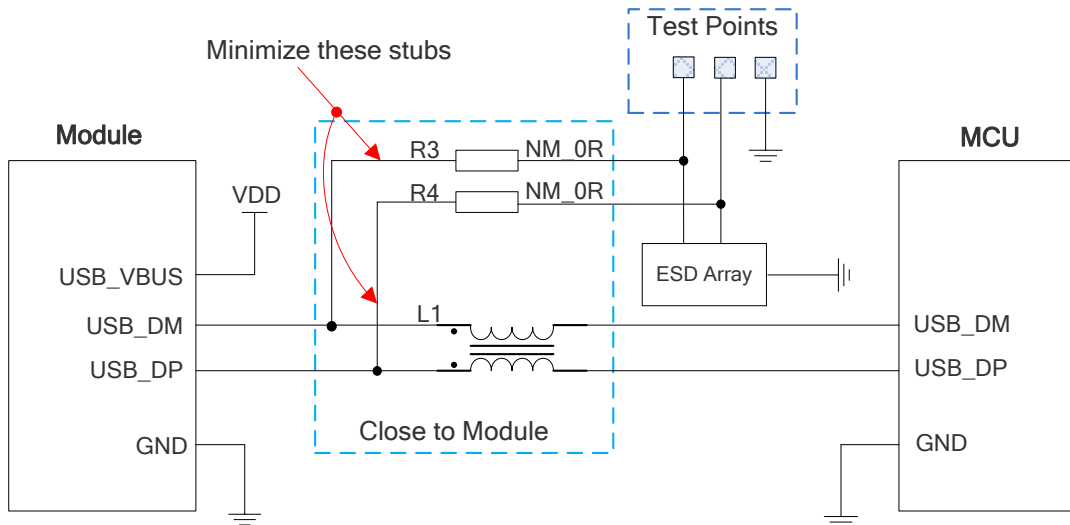 Test Points
Minimize these stubs
Module
MCU
R3 NM_0R
VDD
R4 NM_0R
USB_VBUS
ESD Array
L1
USB_DM
USB_DM
USB_DP
USB_DP
Close to Module
GND
GND